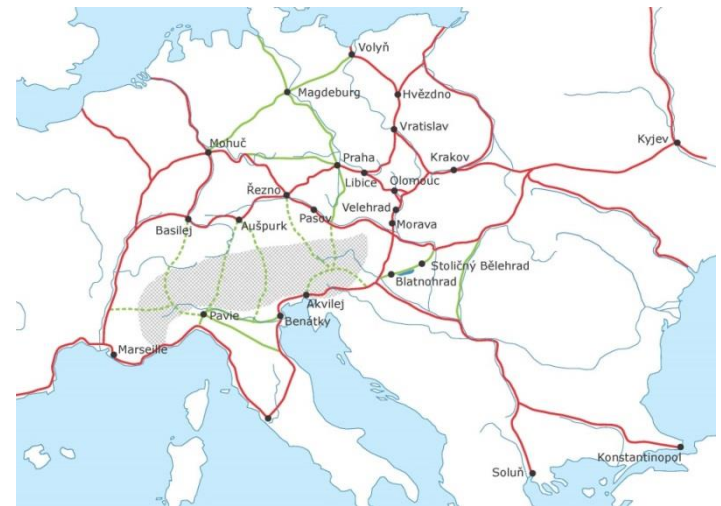 Volyň
Magdeburg
Hvězdno
Vratislav
Kyjev
Mohuč
Praha
Krakov
Libice
Olomouc
Řezno
Velehrad
Pasov
Basilej
Aušpurk
Morava
Stoličný Bělehrad
Blatnohrad
Akvilej
Pavie
Benátky
Marseille
Konstantinopol
Soluň